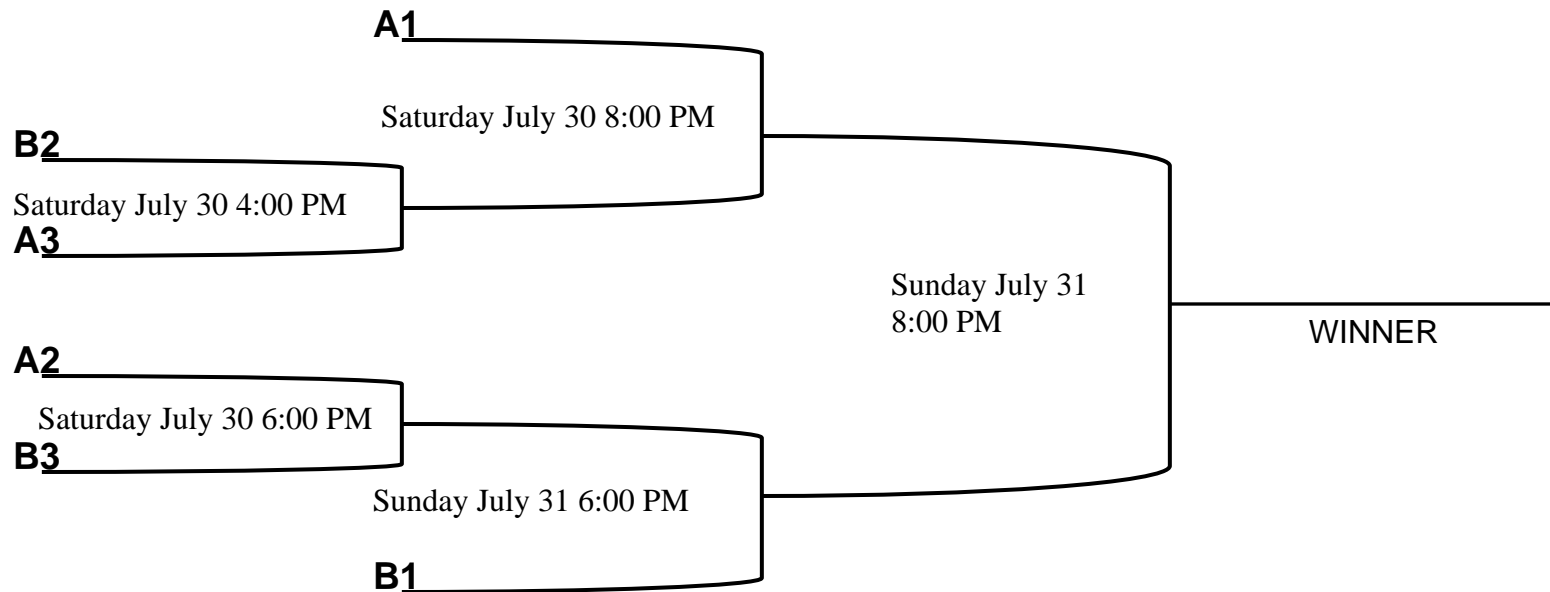 A1
Saturday July 30 8:00 PM
B2
Saturday July 30 4:00 PM
A3
Sunday July 31
8:00 PM
WINNER
A2
Saturday July 30 6:00 PM
B3
Sunday July 31 6:00 PM
B1